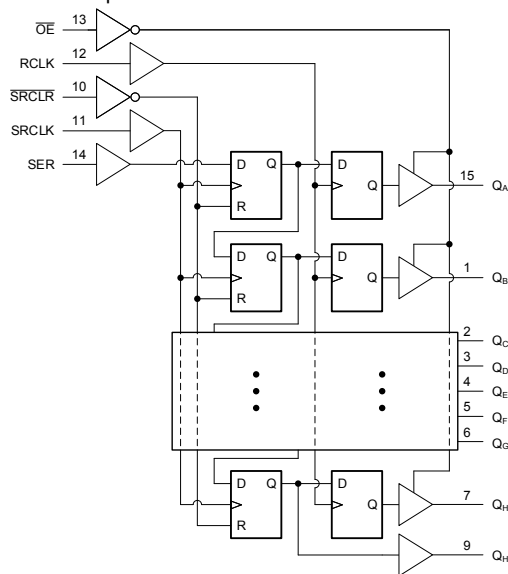 13
OE
12
RCLK
10
SRCLR
11
SRCLK
14
SER
D Q D
R
Q
15
QA
D Q D
R
Q
1
QB
2
QC
3
QD
4
QE
5
QF
6
QG
D Q D
R
Q
7
QH
9
QH